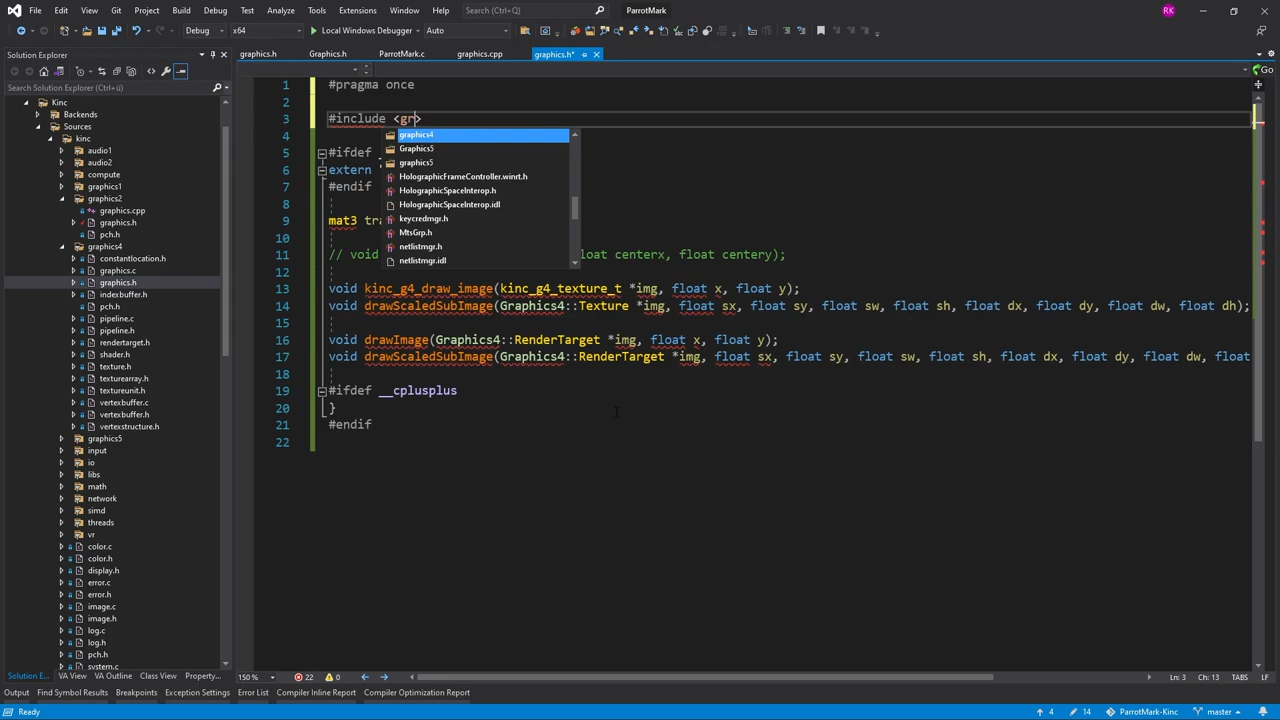 File Edit View Git Project Build Debug Test Analyze Tools Extensions Window Help Search (Ctrl+Q) ParrotMark RK
Debug x64 Local Windows Debugger Auto
Solution Explorer
graphics.h Graphics.h ParrotMark.c graphics.cpp graphics.h*
Go
Search Solution Explorer (Ctrl+ü)
Kinc
Backends
Sources
kinc
audio1
audio2
compute
graphics1
graphics2
graphics.cpp
graphics.h
pch.h
graphics4
constantlocation.h
graphics.c
graphics.h
indexbuffer.h
pch.h
pipeline.c
pipeline.h
rendertarget.h
shader.h
texture.h
texturearray.h
textureunit.h
vertexbuffer.c
vertexbuffer.h
vertexstructure.h
graphics5
input
io
libs
math
network
simd
threads
vr
color.c
color.h
display.h
error.c
error.h
image.c
image.h
log.c
log.h
pch.h
system.c
1 #pragma once
2
3 #include <gr>
4
5 #ifdef
6 extern
7 #endif
8
9 mat3 tra
10
11 // void loat centerx, float centery);
12
13 void kinc_g4_draw_image(kinc_g4_texture_t *img, float x, float y);
14 void drawScaledSubImage(Graphics4::Texture *img, float sx, float sy, float sw, float sh, float dx, float dy, float dw, float dh);
15
16 void drawImage(Graphics4::RenderTarget *img, float x, float y);
17 void drawScaledSubImage(Graphics4::RenderTarget *img, float sx, float sy, float sw, float sh, float dx, float dy, float dw, float
18
19 #ifdef __cplusplus
20 }
21 #endif
22
graphics4
Graphics5
graphics5
HolographicFrameController.winrt.h
HolographicSpaceInterop.h
HolographicSpaceInterop.idl
keycredmgr.h
MtsGrp.h
netlistmgr.h
netlistmgr.idl
Solution E... VA View VA Outline Class View Property...
150 % 22 0 Ln: 3 Ch: 13 TABS LF
Output Find Symbol Results Breakpoints Exception Settings Error List Compiler Inline Report Compiler Optimization Report
Ready 4 14 ParrotMark-Kinc master